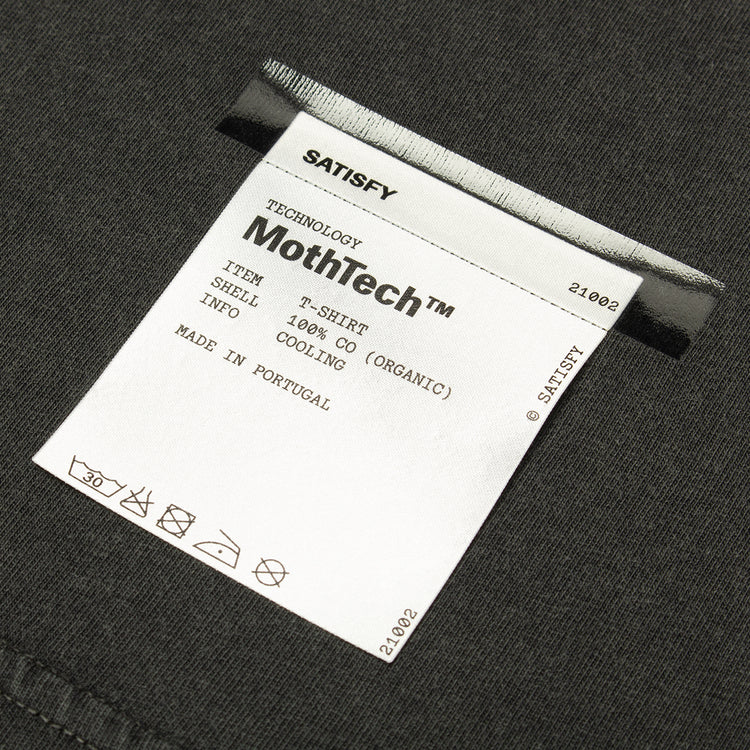 SATISFY
21002
TECHNOLOGY
MothTech™
ITEM T-SHIRT
SHELL 100% CO (ORGANIC)
INFO COOLING
MADE IN PORTUGAL
© SATISFY
30
21002